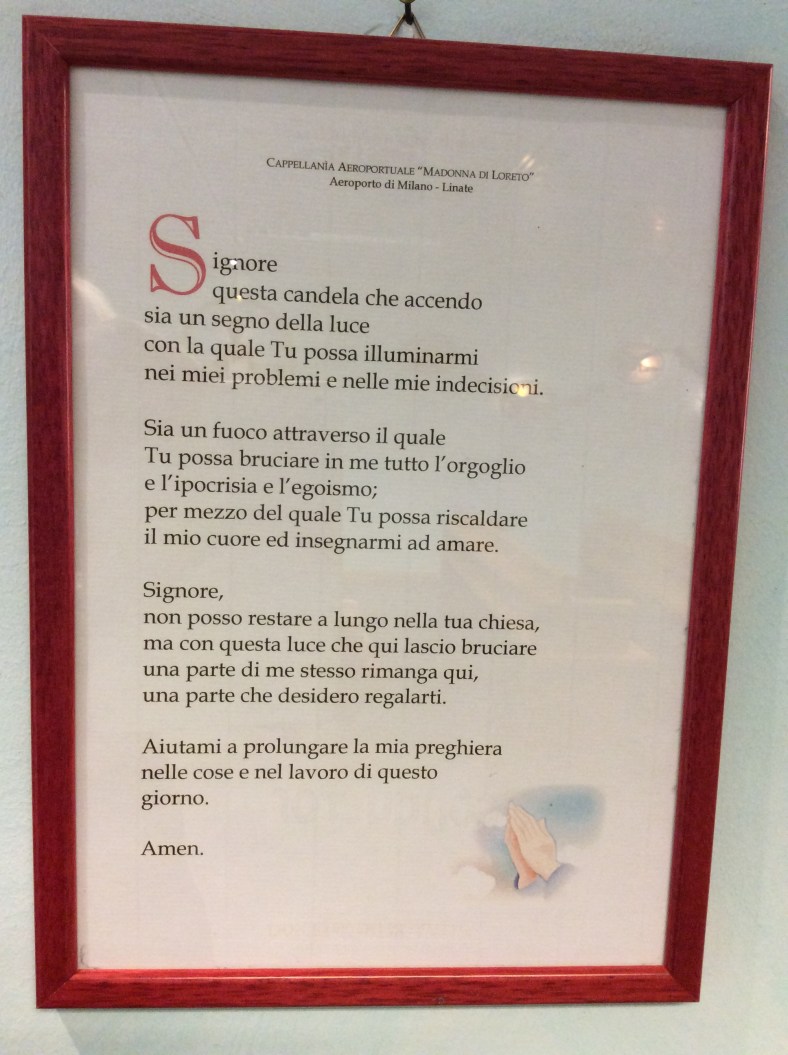 CAPPELLANÌA AEROPORTUALE “MADONNA DI LORETO”
Aeroporto di Milano - Linate
Signore
questa candela che accendo
sia un segno della luce
con la quale Tu possa illuminarmi
nei miei problemi e nelle mie indecisioni.
Sia un fuoco attraverso il quale
Tu possa bruciare in me tutto l’orgoglio
e l’ipocrisia e l’egoismo;
per mezzo del quale Tu possa riscaldare
il mio cuore ed insegnarmi ad amare.
Signore,
non posso restare a lungo nella tua chiesa,
ma con questa luce che qui lascio bruciare
una parte di me stesso rimanga qui,
una parte che desidero regalarti.
Aiutami a prolungare la mia preghiera
nelle cose e nel lavoro di questo
giorno.
Amen.